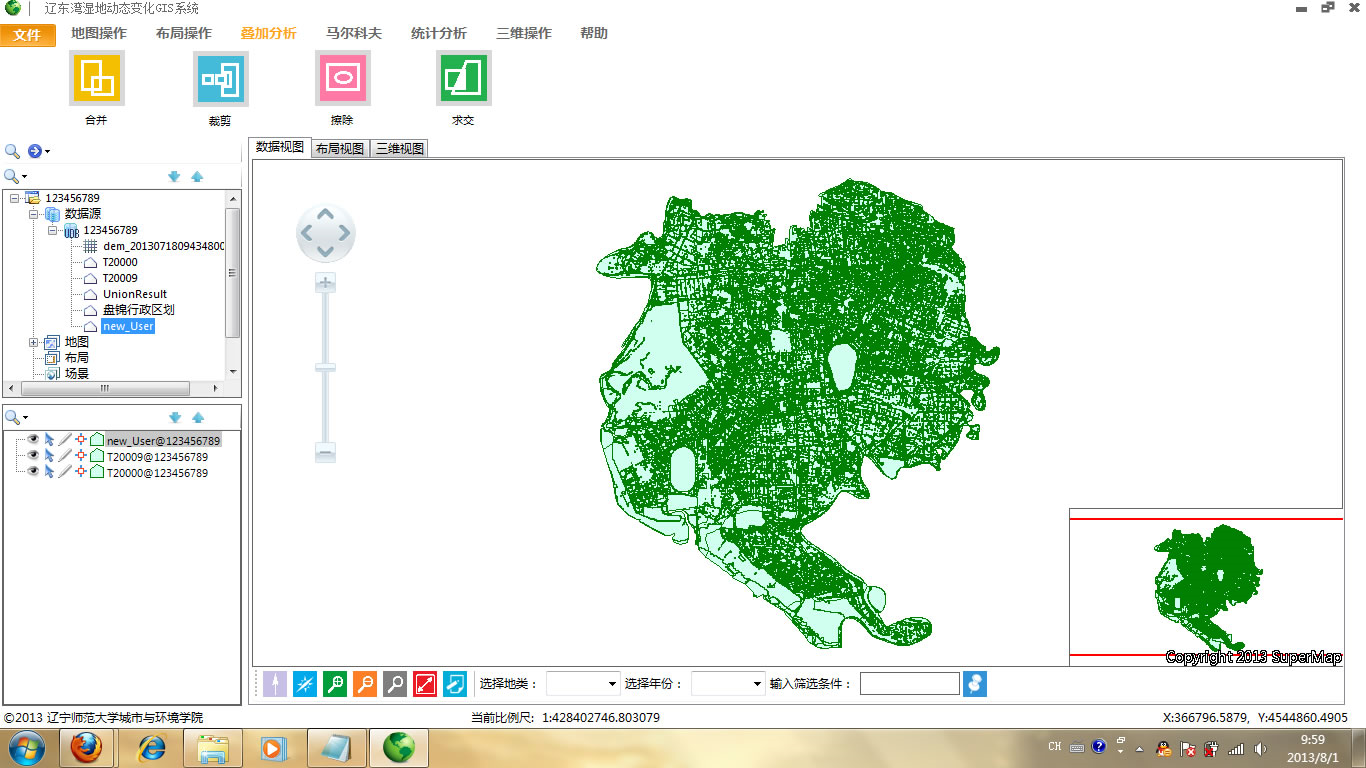 辽东湾湿地动态变化GIS系统
文件 地图操作 布局操作 叠加分析 马尔科夫 统计分析 三维操作 帮助
合并 裁剪 擦除 求交
数据视图 布局视图 三维视图
123456789
数据源
123456789
dem_2013071809434800
T20000
T20009
UnionResult
盘锦行政区划
new_User
地图
布局
场景
new_User@123456789
T20009@123456789
T20000@123456789
Copyright 2013 SuperMap
选择地类： 选择年份： 输入筛选条件：
©2013 辽宁师范大学城市与环境学院 当前比例尺: 1:428402746.803079 X:366796.5879, Y:4544860.4905
CH 9:59
2013/8/1